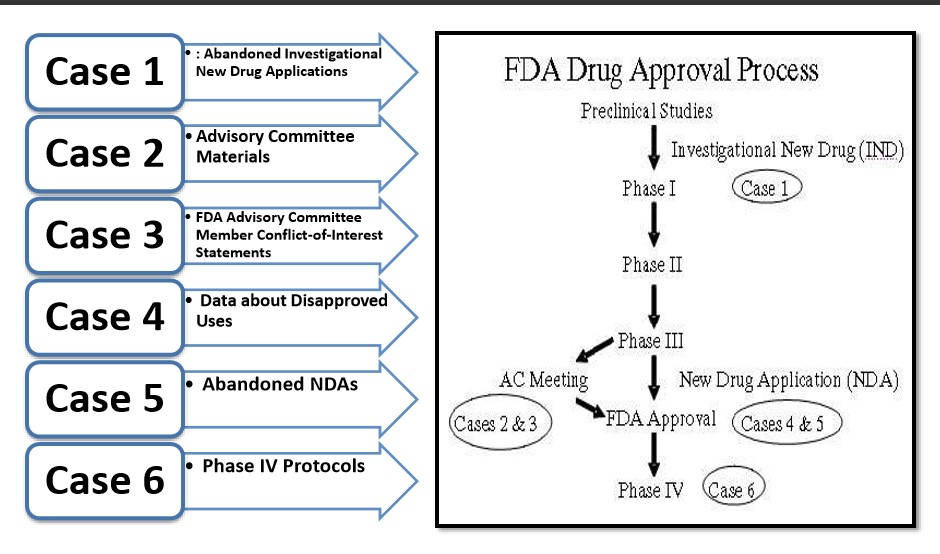 Case 1
• : Abandoned Investigational
New Drug Applications
Case 2
• Advisory Committee
Materials
Case 3
• FDA Advisory Committee
Member Conflict-of-Interest
Statements
Case 4
• Data about Disapproved
Uses
Case 5
• Abandoned NDAs
Case 6
• Phase IV Protocols
FDA Drug Approval Process
Preclinical Studies
Investigational New Drug (IND)
Phase I
Case 1
Phase II
Phase III
AC Meeting
New Drug Application (NDA)
Cases 2 & 3
FDA Approval
Cases 4 & 5
Phase IV
Case 6